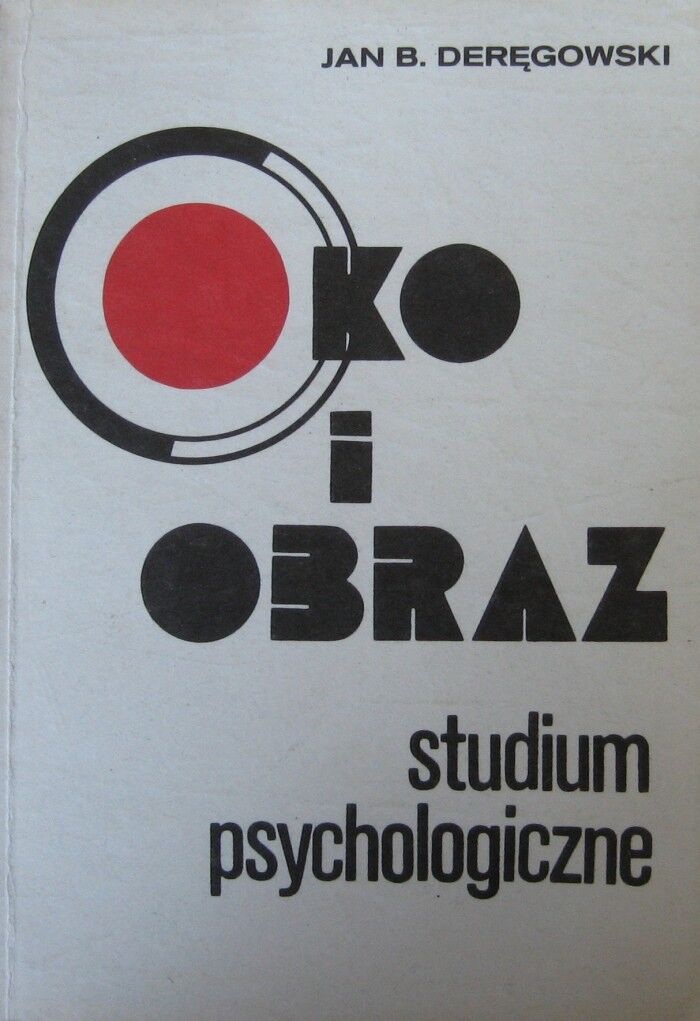 JAN B. DERĘGOWSKI
OKO
i
OBRAZ
studium
psychologiczne